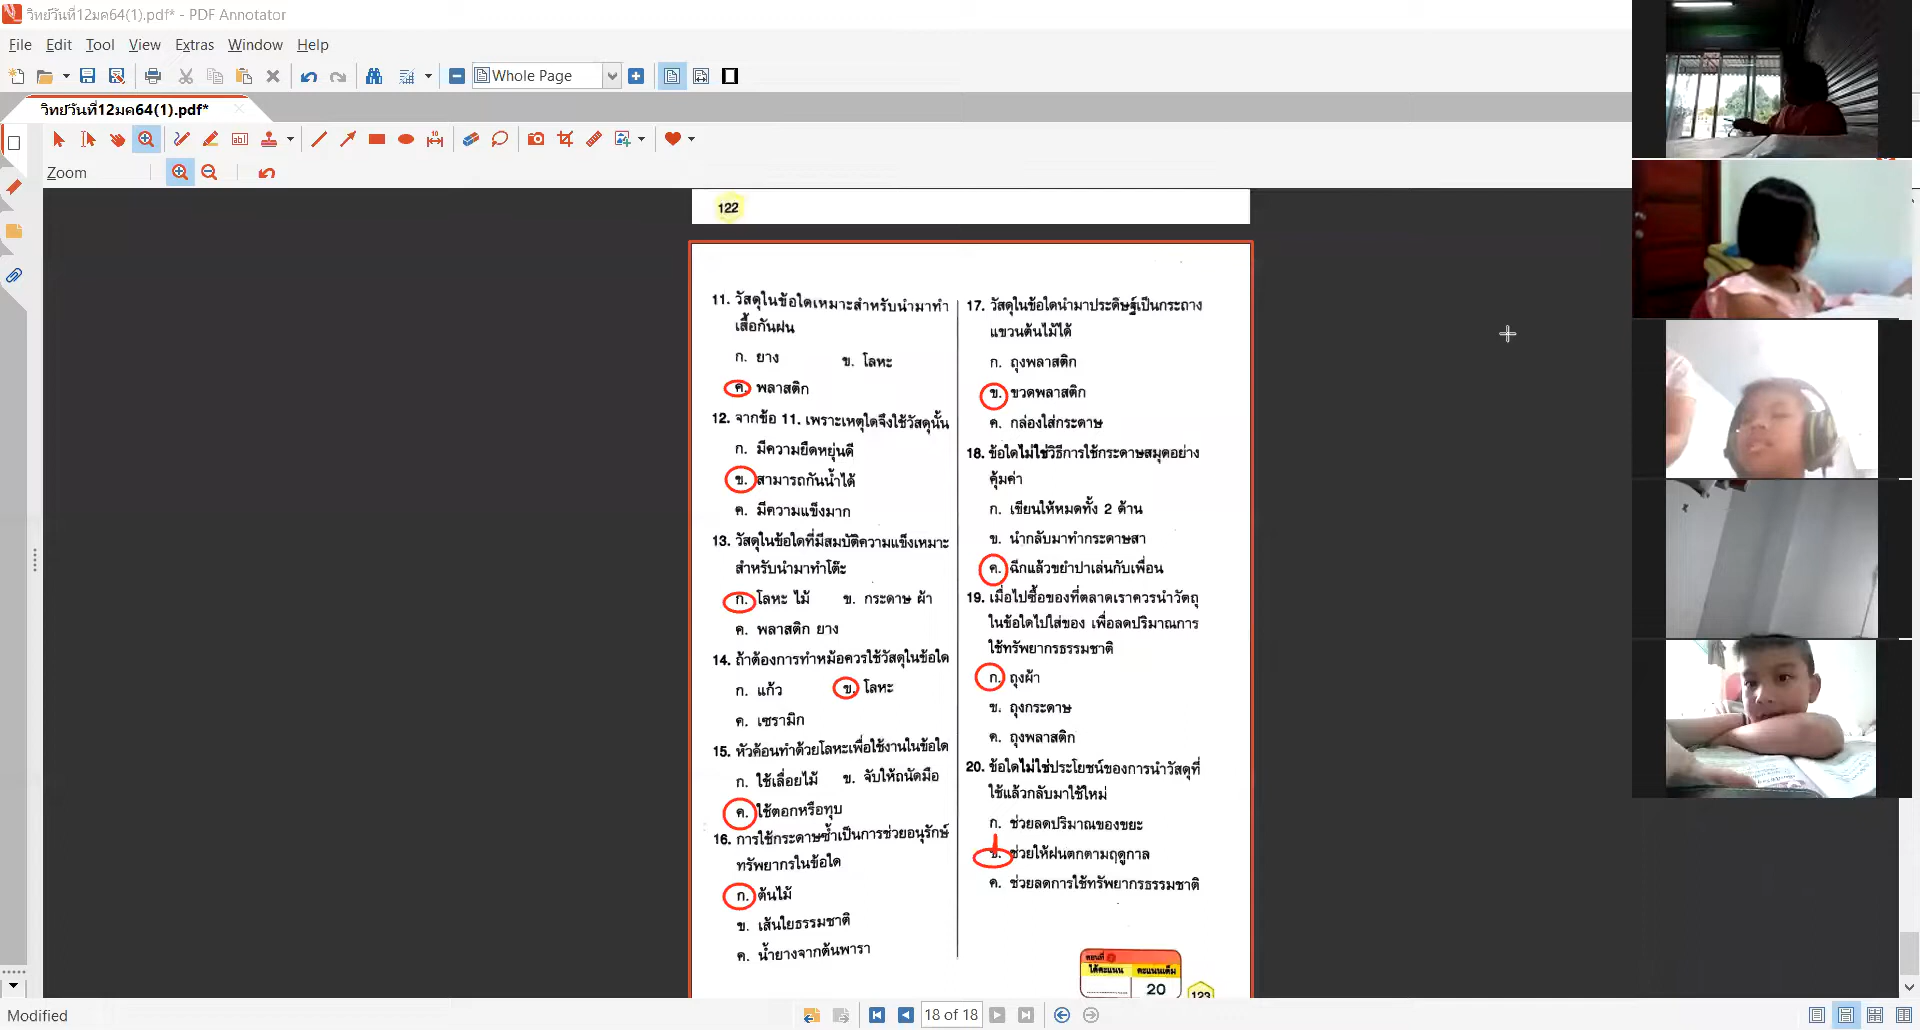 วิทย์วันที่12มค64(1).pdf* - PDF Annotator
File Edit Tool View Extras Window Help
Whole Page
วิทย์วันที่12มค64(1).pdf*
Zoom
122
11. วัสดุในข้อใดเหมาะสำหรับนำมาทำ
เสื้อกันฝน
ก. ยาง ข. โลหะ
ค. พลาสติก
12. จากข้อ 11. เพราะเหตุใดจึงใช้วัสดุนั้น
ก. มีความยืดหยุ่นดี
ข. สามารถกันน้ำได้
ค. มีความแข็งมาก
13. วัสดุในข้อใดที่มีสมบัติความแข็งเหมาะ
สำหรับนำมาทำโต๊ะ
ก. โลหะ ไม้ ข. กระดาษ ผ้า
ค. พลาสติก ยาง
14. ถ้าต้องการทำหม้อควรใช้วัสดุในข้อใด
ก. แก้ว ข. โลหะ
ค. เซรามิก
15. หัวค้อนทำด้วยโลหะเพื่อใช้งานในข้อใด
ก. ใช้เลื่อยไม้ ข. จับให้ถนัดมือ
ค. ใช้ตอกหรือทุบ
16. การใช้กระดาษซ้ำเป็นการช่วยอนุรักษ์
ทรัพยากรในข้อใด
ก. ต้นไม้
ข. เส้นใยธรรมชาติ
ค. น้ำยางจากต้นพารา
17. วัสดุในข้อใดนำมาประดิษฐ์เป็นกระถาง
แขวนต้นไม้ได้
ก. ถุงพลาสติก
ข. ขวดพลาสติก
ค. กล่องใส่กระดาษ
18. ข้อใดไม่ใช่วิธีการใช้กระดาษสมุดอย่าง
คุ้มค่า
ก. เขียนให้หมดทั้ง 2 ด้าน
ข. นำกลับมาทำกระดาษสา
ค. ฉีกแล้วขยำปาเล่นกับเพื่อน
19. เมื่อไปซื้อของที่ตลาดเราควรนำวัตถุ
ในข้อใดไปใส่ของ เพื่อลดปริมาณการ
ใช้ทรัพยากรธรรมชาติ
ก. ถุงผ้า
ข. ถุงกระดาษ
ค. ถุงพลาสติก
20. ข้อใดไม่ใช่ประโยชน์ของการนำวัสดุที่
ใช้แล้วกลับมาใช้ใหม่
ก. ช่วยลดปริมาณของขยะ
ข. ช่วยให้ฝนตกตามฤดูกาล
ค. ช่วยลดการใช้ทรัพยากรธรรมชาติ
ตอนที่
ได้คะแนน คะแนนเต็ม
20
123
Modified
18 of 18